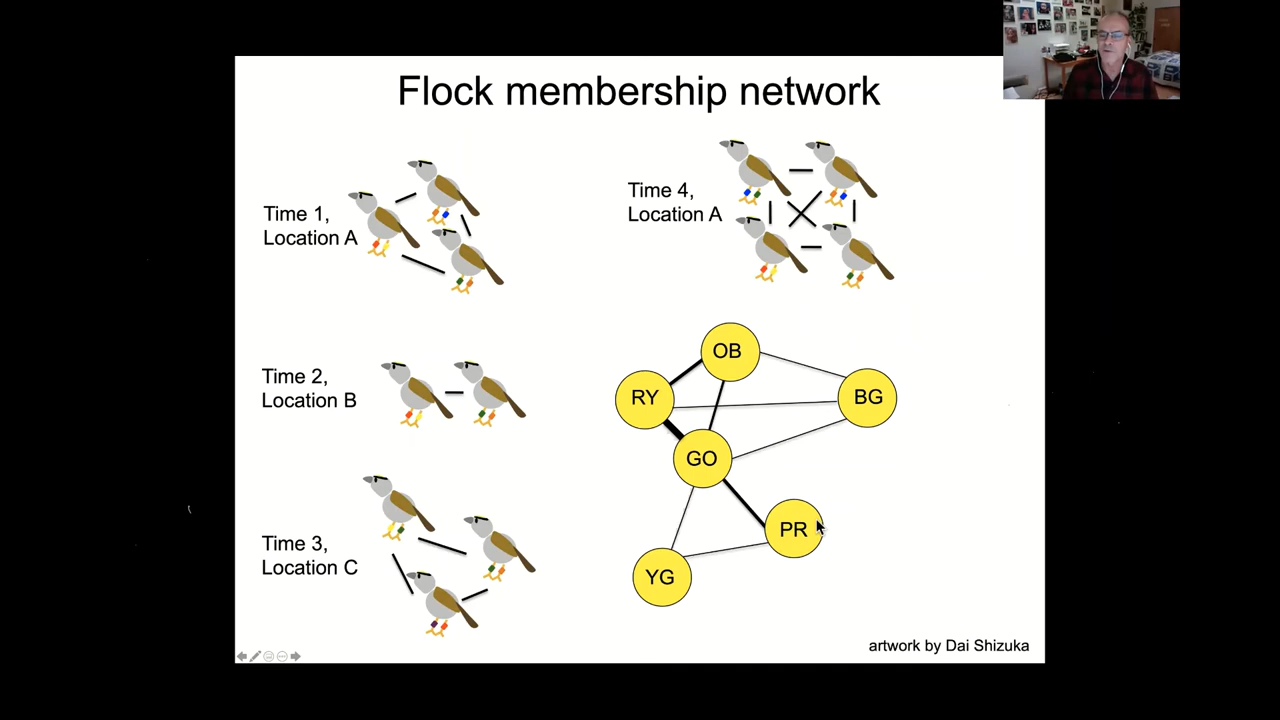 Flock membership network
Time 1,
Location A
Time 4,
Location A
Time 2,
Location B
Time 3,
Location C
OB
RY
BG
GO
PR
YG
artwork by Dai Shizuka